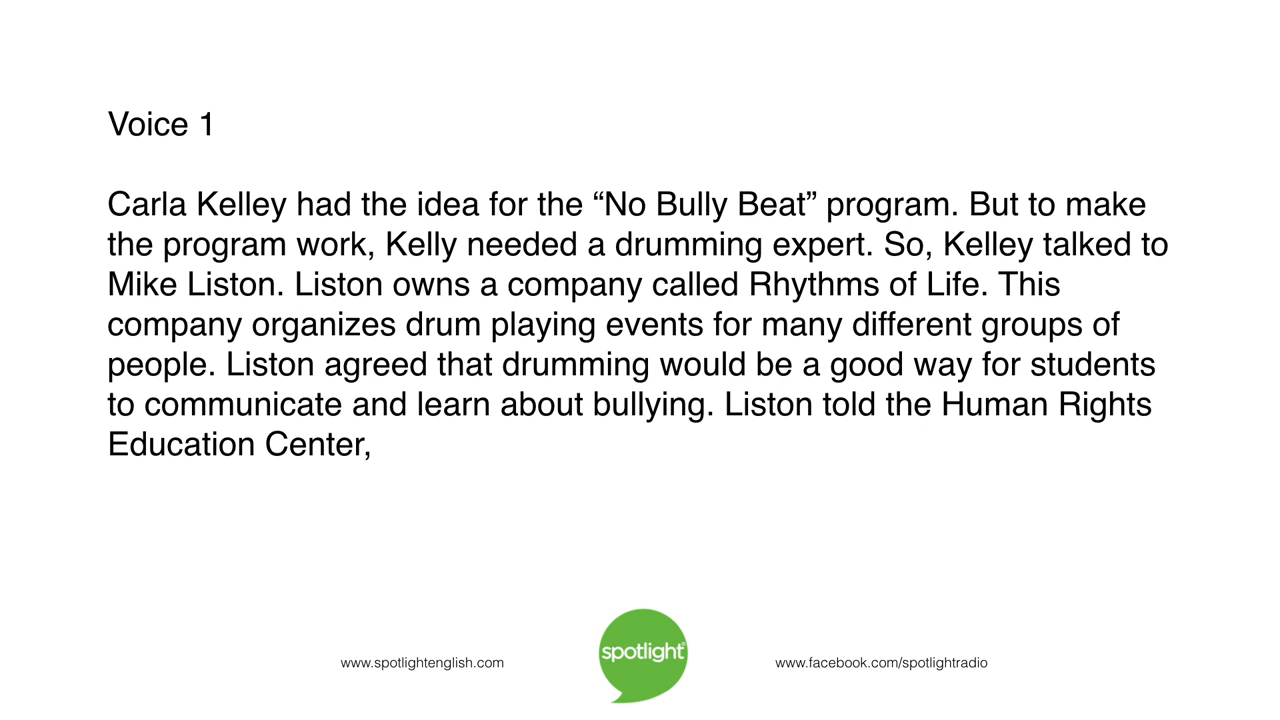 Voice 1
Carla Kelley had the idea for the “No Bully Beat” program. But to make
the program work, Kelly needed a drumming expert. So, Kelley talked to
Mike Liston. Liston owns a company called Rhythms of Life. This
company organizes drum playing events for many different groups of
people. Liston agreed that drumming would be a good way for students
to communicate and learn about bullying. Liston told the Human Rights
Education Center,
www.spotlightenglish.com
spotlight®
www.facebook.com/spotlightradio